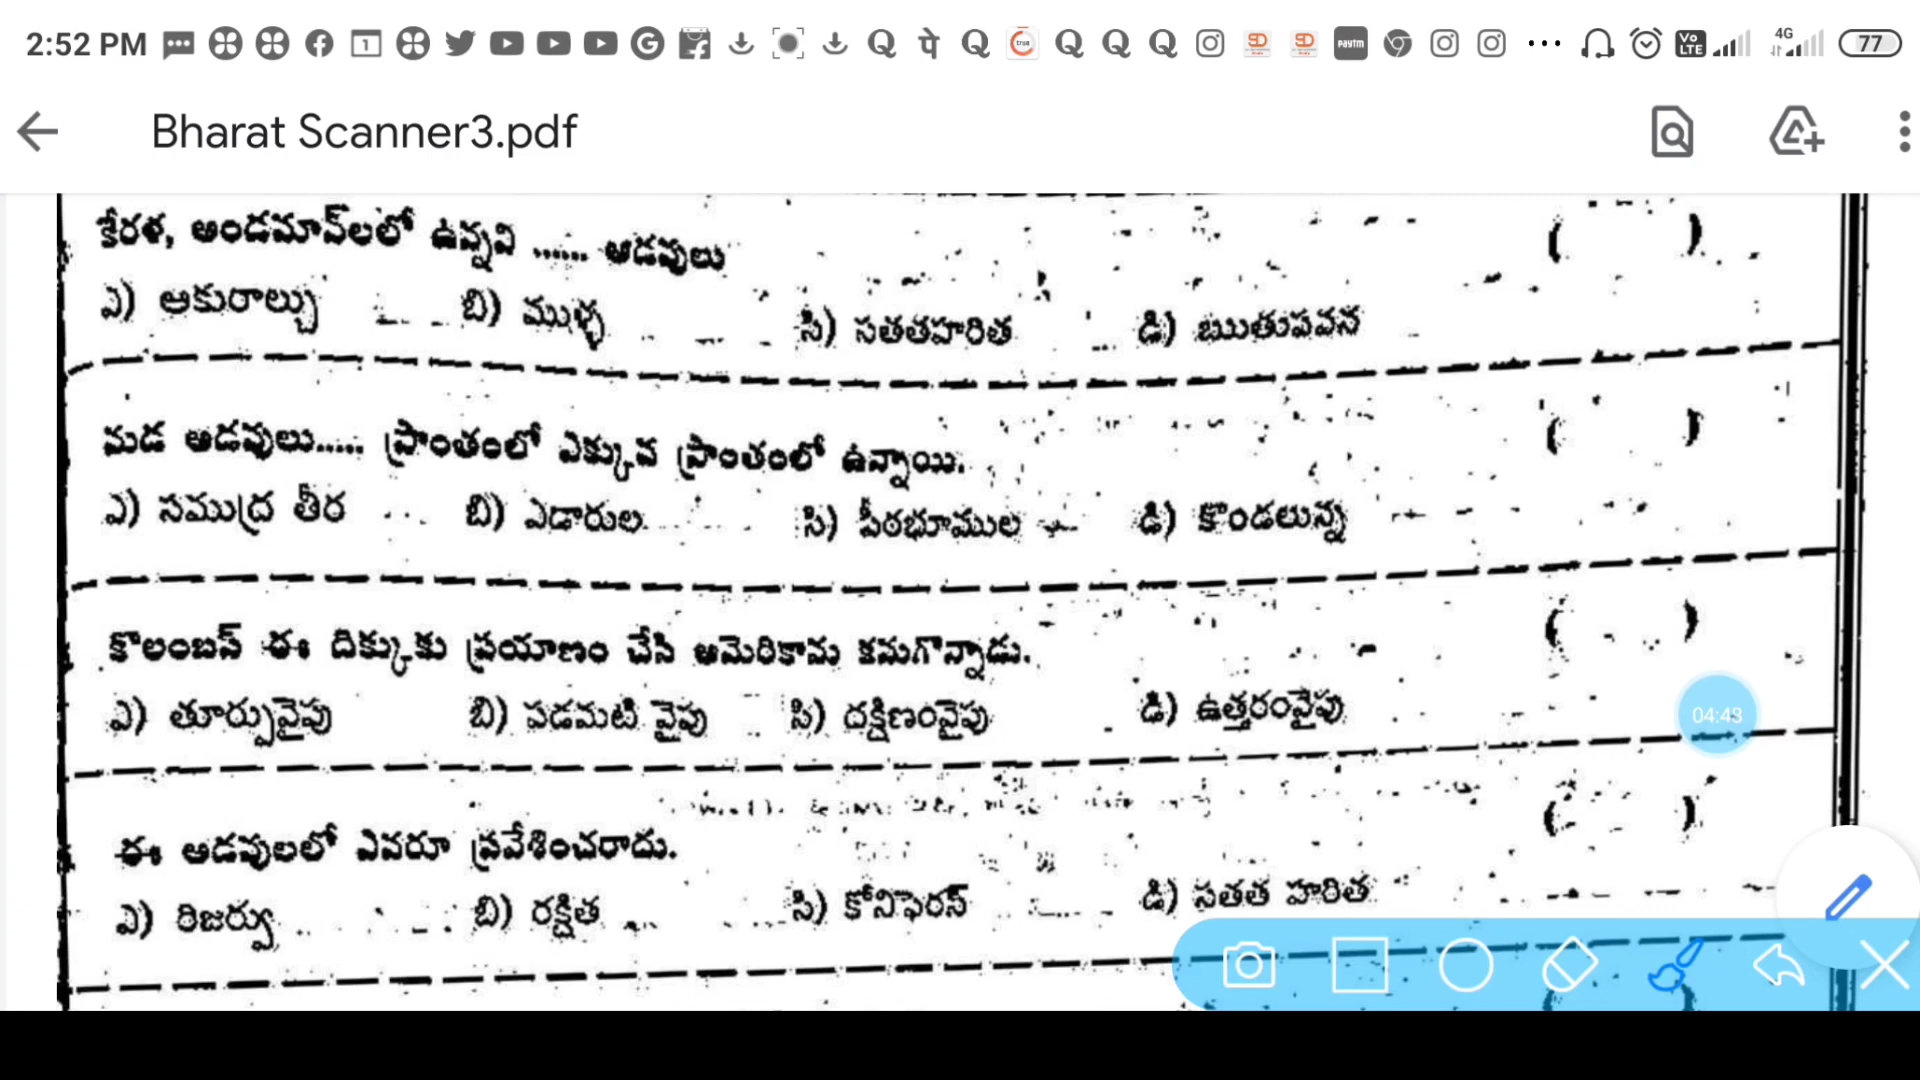 2:52 PM 4G 77
Bharat Scanner3.pdf
కేరళ, అండమాన్‌లలో ఉన్నవి ...... అడవులు ( )
ఎ) ఆకురాల్చు బి) ముళ్ళ సి) సతతహరిత డి) ఋతుపవన
మడ అడవులు..... ప్రాంతంలో ఎక్కువ ప్రాంతంలో ఉన్నాయి. ( )
ఎ) సముద్ర తీర బి) ఎడారుల సి) పీఠభూముల డి) కొండలున్న
కొలంబస్ ఈ దిక్కుకు ప్రయాణం చేసి అమెరికాను కనుగొన్నాడు. ( )
ఎ) తూర్పువైపు బి) పడమటి వైపు సి) దక్షిణంవైపు డి) ఉత్తరంవైపు
04:43
ఈ అడవులలో ఎవరూ ప్రవేశించరాదు. ( )
ఎ) రిజర్వు బి) రక్షిత సి) కోనిఫెరస్ డి) సతత హరిత